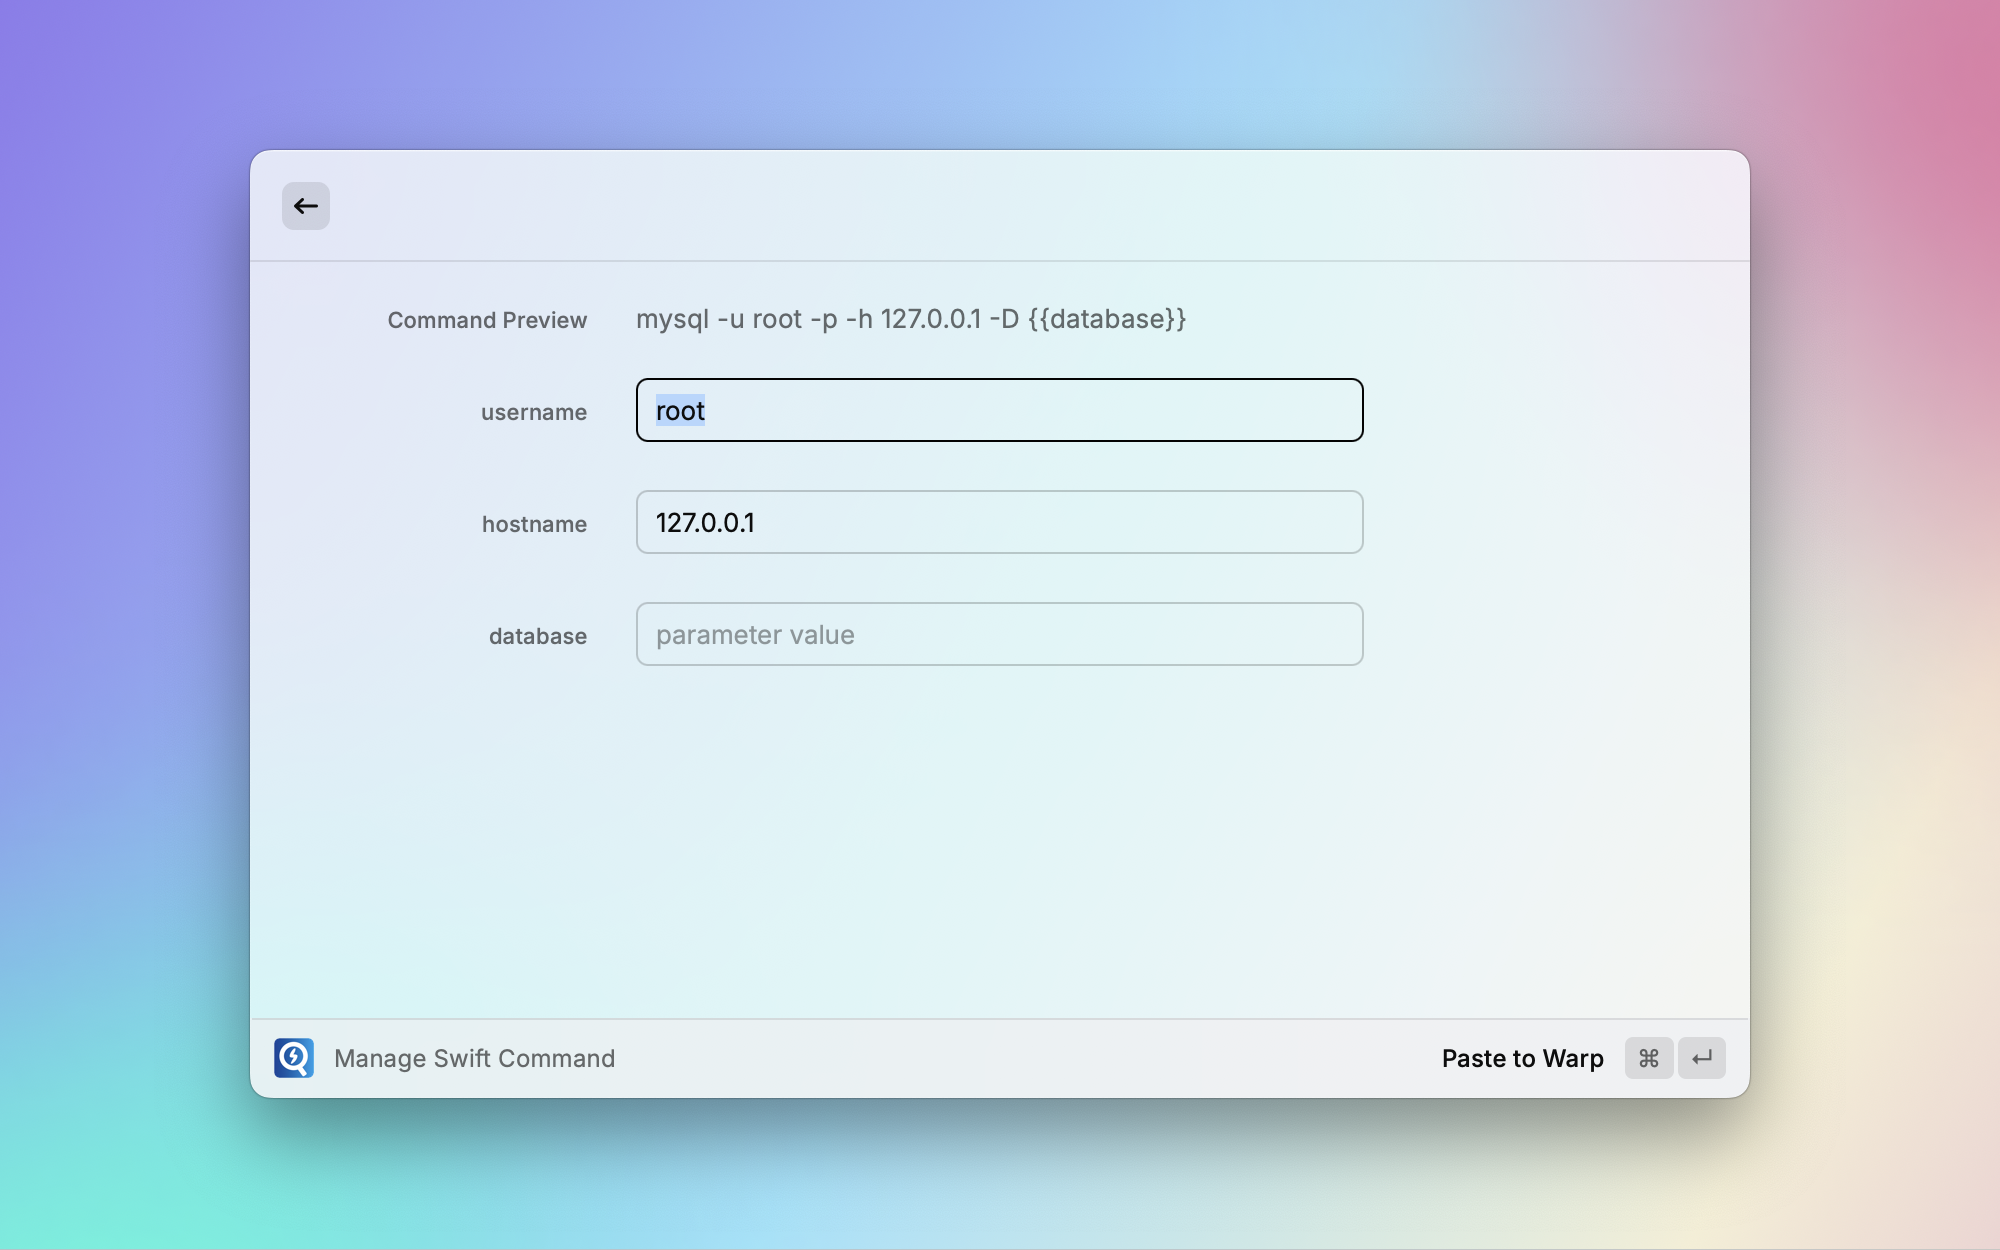 Command Preview mysql -u root -p -h 127.0.0.1 -D {{database}}
username root
hostname 127.0.0.1
database parameter value
Manage Swift Command Paste to Warp ⌘ ↵